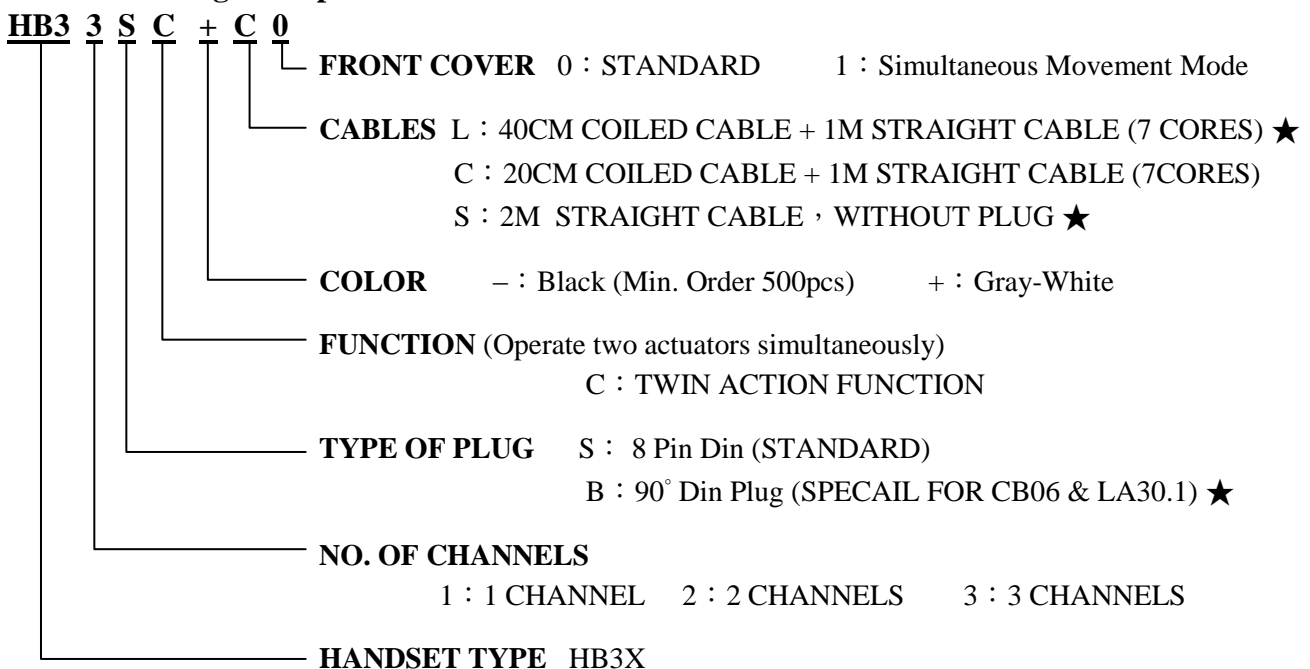 HB3 3 S C + C 0
FRONT COVER 0：STANDARD 1：Simultaneous Movement Mode
CABLES L：40CM COILED CABLE + 1M STRAIGHT CABLE (7 CORES) ★
C：20CM COILED CABLE + 1M STRAIGHT CABLE (7CORES)
S：2M STRAIGHT CABLE，WITHOUT PLUG ★
COLOR –：Black (Min. Order 500pcs) +：Gray-White
FUNCTION (Operate two actuators simultaneously)
C：TWIN ACTION FUNCTION
TYPE OF PLUG S： 8 Pin Din (STANDARD)
B：90° Din Plug (SPECAIL FOR CB06 & LA30.1) ★
NO. OF CHANNELS
1：1 CHANNEL 2：2 CHANNELS 3：3 CHANNELS
HANDSET TYPE HB3X